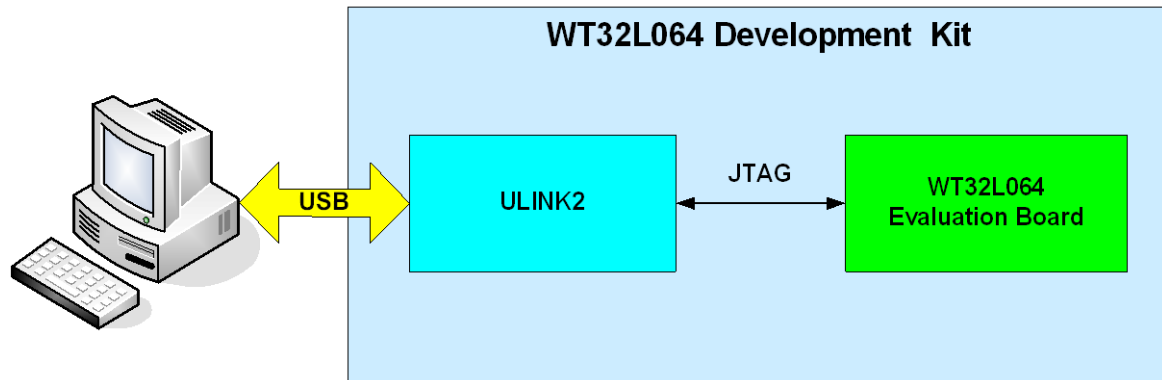 WT32L064 Development Kit
USB
ULINK2
JTAG
WT32L064
Evaluation Board